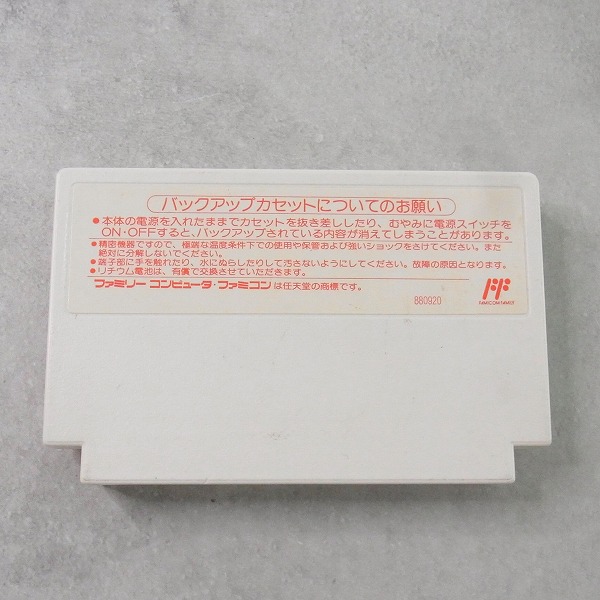 バックアップカセットについてのお願い
●本体の電源を入れたままでカセットを抜き差ししたり、むやみに電源スイッチを
ON・OFFすると、バックアップされている内容が消えてしまうことがあります。
●精密機器ですので、極端な温度条件下での使用や保管および強いショックをさけてください。また
絶対に分解しないでください。
●端子部に手を触れたり、水にぬらしたりして汚さないようにしてください。故障の原因となります。
●リチウム電池は、有償で交換させていただきます。
ファミリーコンピュータ・ファミコンは任天堂の商標です。
880920
FAMICOM FAMILY